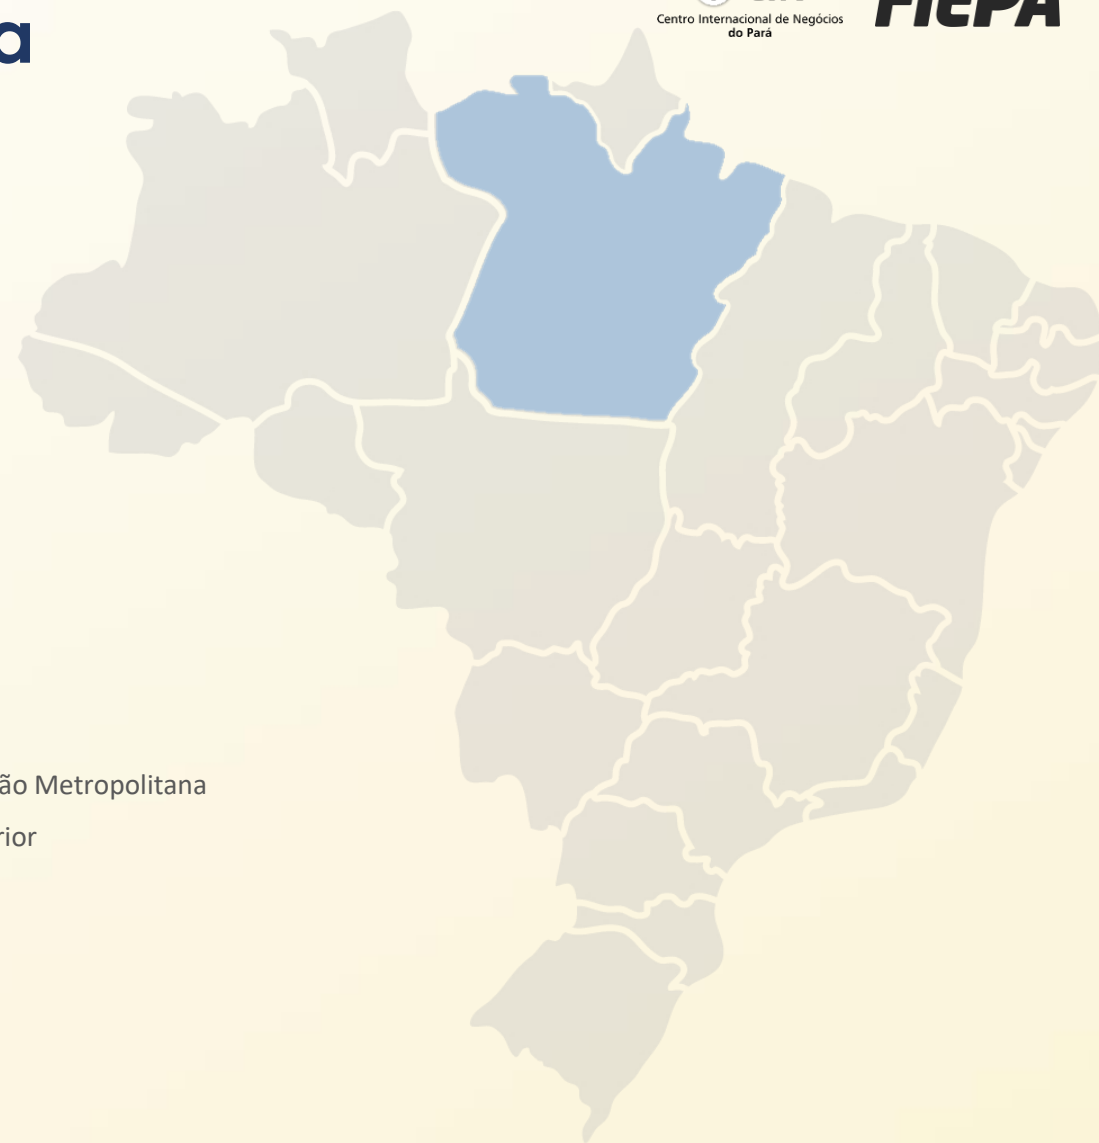 a
Centro Internacional de Negócios
do Pará
FIEPA
ão Metropolitana
rior